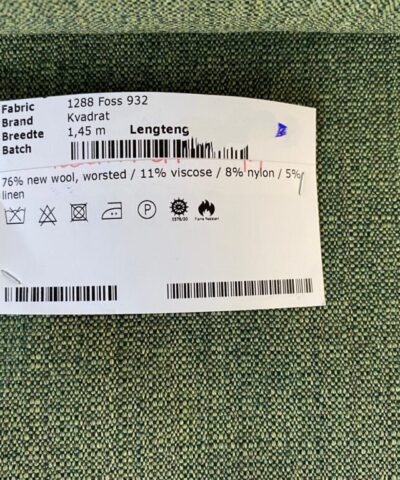 Fabric 1288 Foss 932
Brand Kvadrat
Breedte 1,45 m Lengteng
Batch
76% new wool, worsted / 11% viscose / 8% nylon / 5%
linen
P